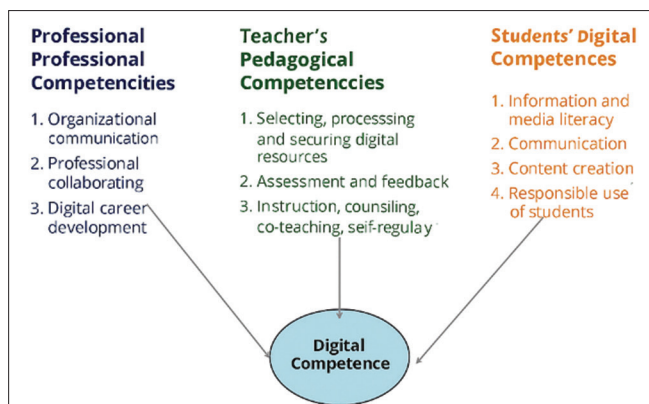 Professional
Professional
Competencities
1. Organizational
communication
2. Professional
collaborating
3. Digital career
development
Teacher's
Pedagogical
Competenccies
1. Selecting, processsing
and securing digital
resources
2. Assessment and feedback
3. Instruction, counsiling,
co-teaching, seif-regulay
Students' Digital
Competences
1. Information and
media literacy
2. Communication
3. Content creation
4. Responsible use
of students
Digital
Competence